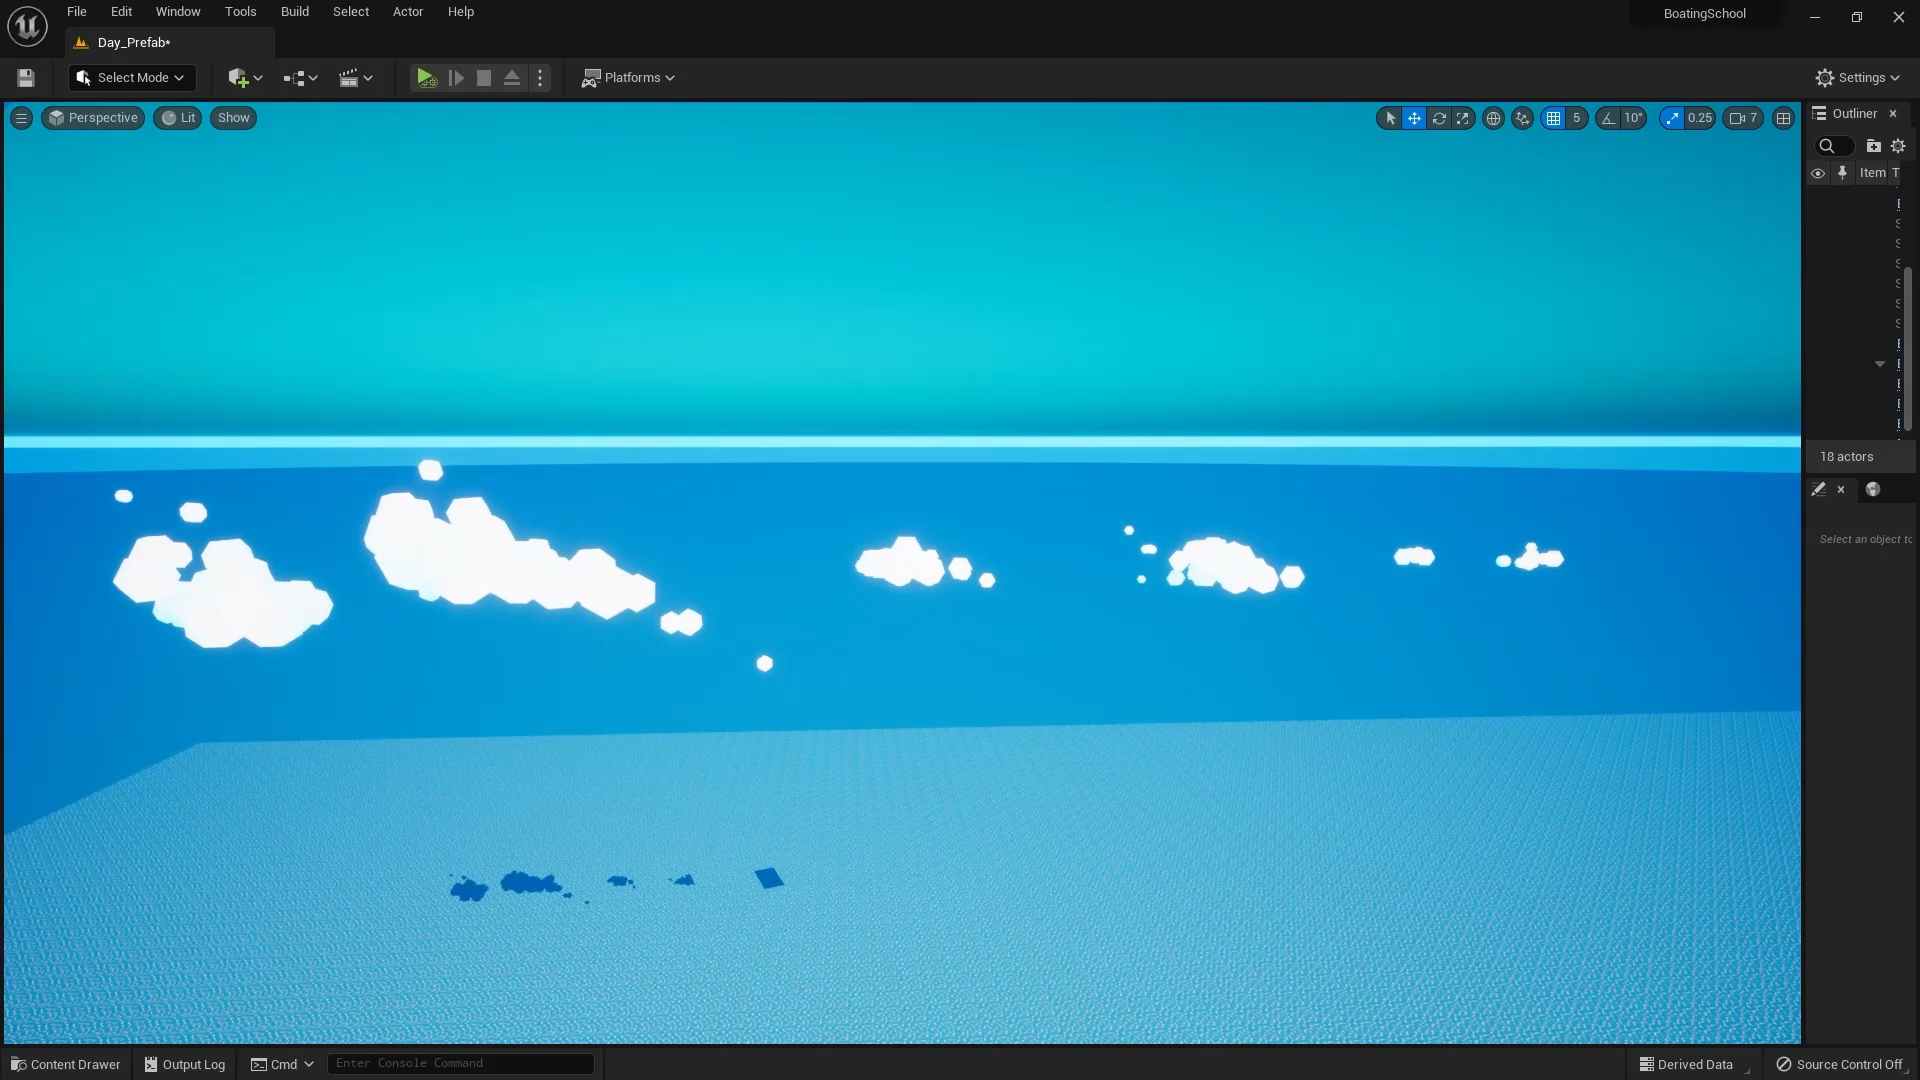 File Edit Window Tools Build Select Actor Help
BoatingSchool
Day_Prefab*
Select Mode
Platforms
Settings
Perspective
Lit
Show
5
10°
0.25
7
Outliner
Item
T
18 actors
Select an object to
Content Drawer
Output Log
Cmd
Enter Console Command
Derived Data
Source Control Off